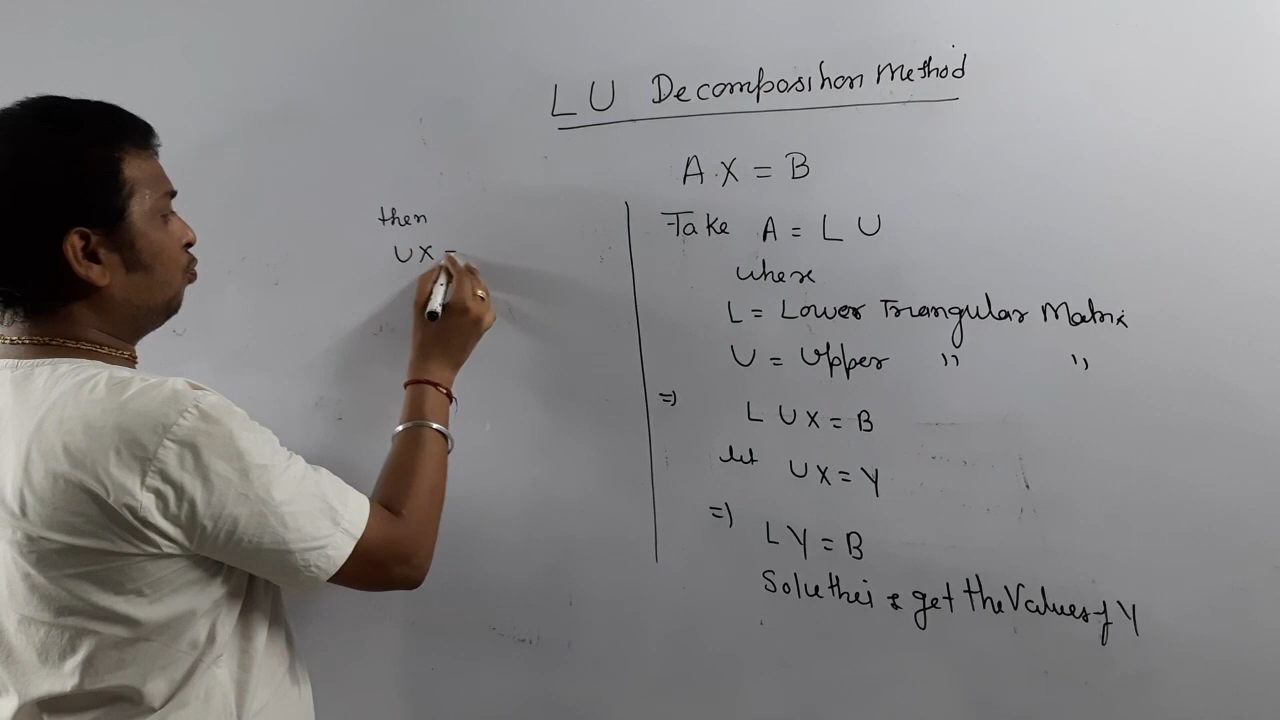 LU Decomposition Method
A.X = B
Take A = LU
where
L = Lower Triangular Matrix
U = Upper " "
=) LUX = B
let UX = Y
=) LY = B
Solve this & get the Values of Y
then
UX =